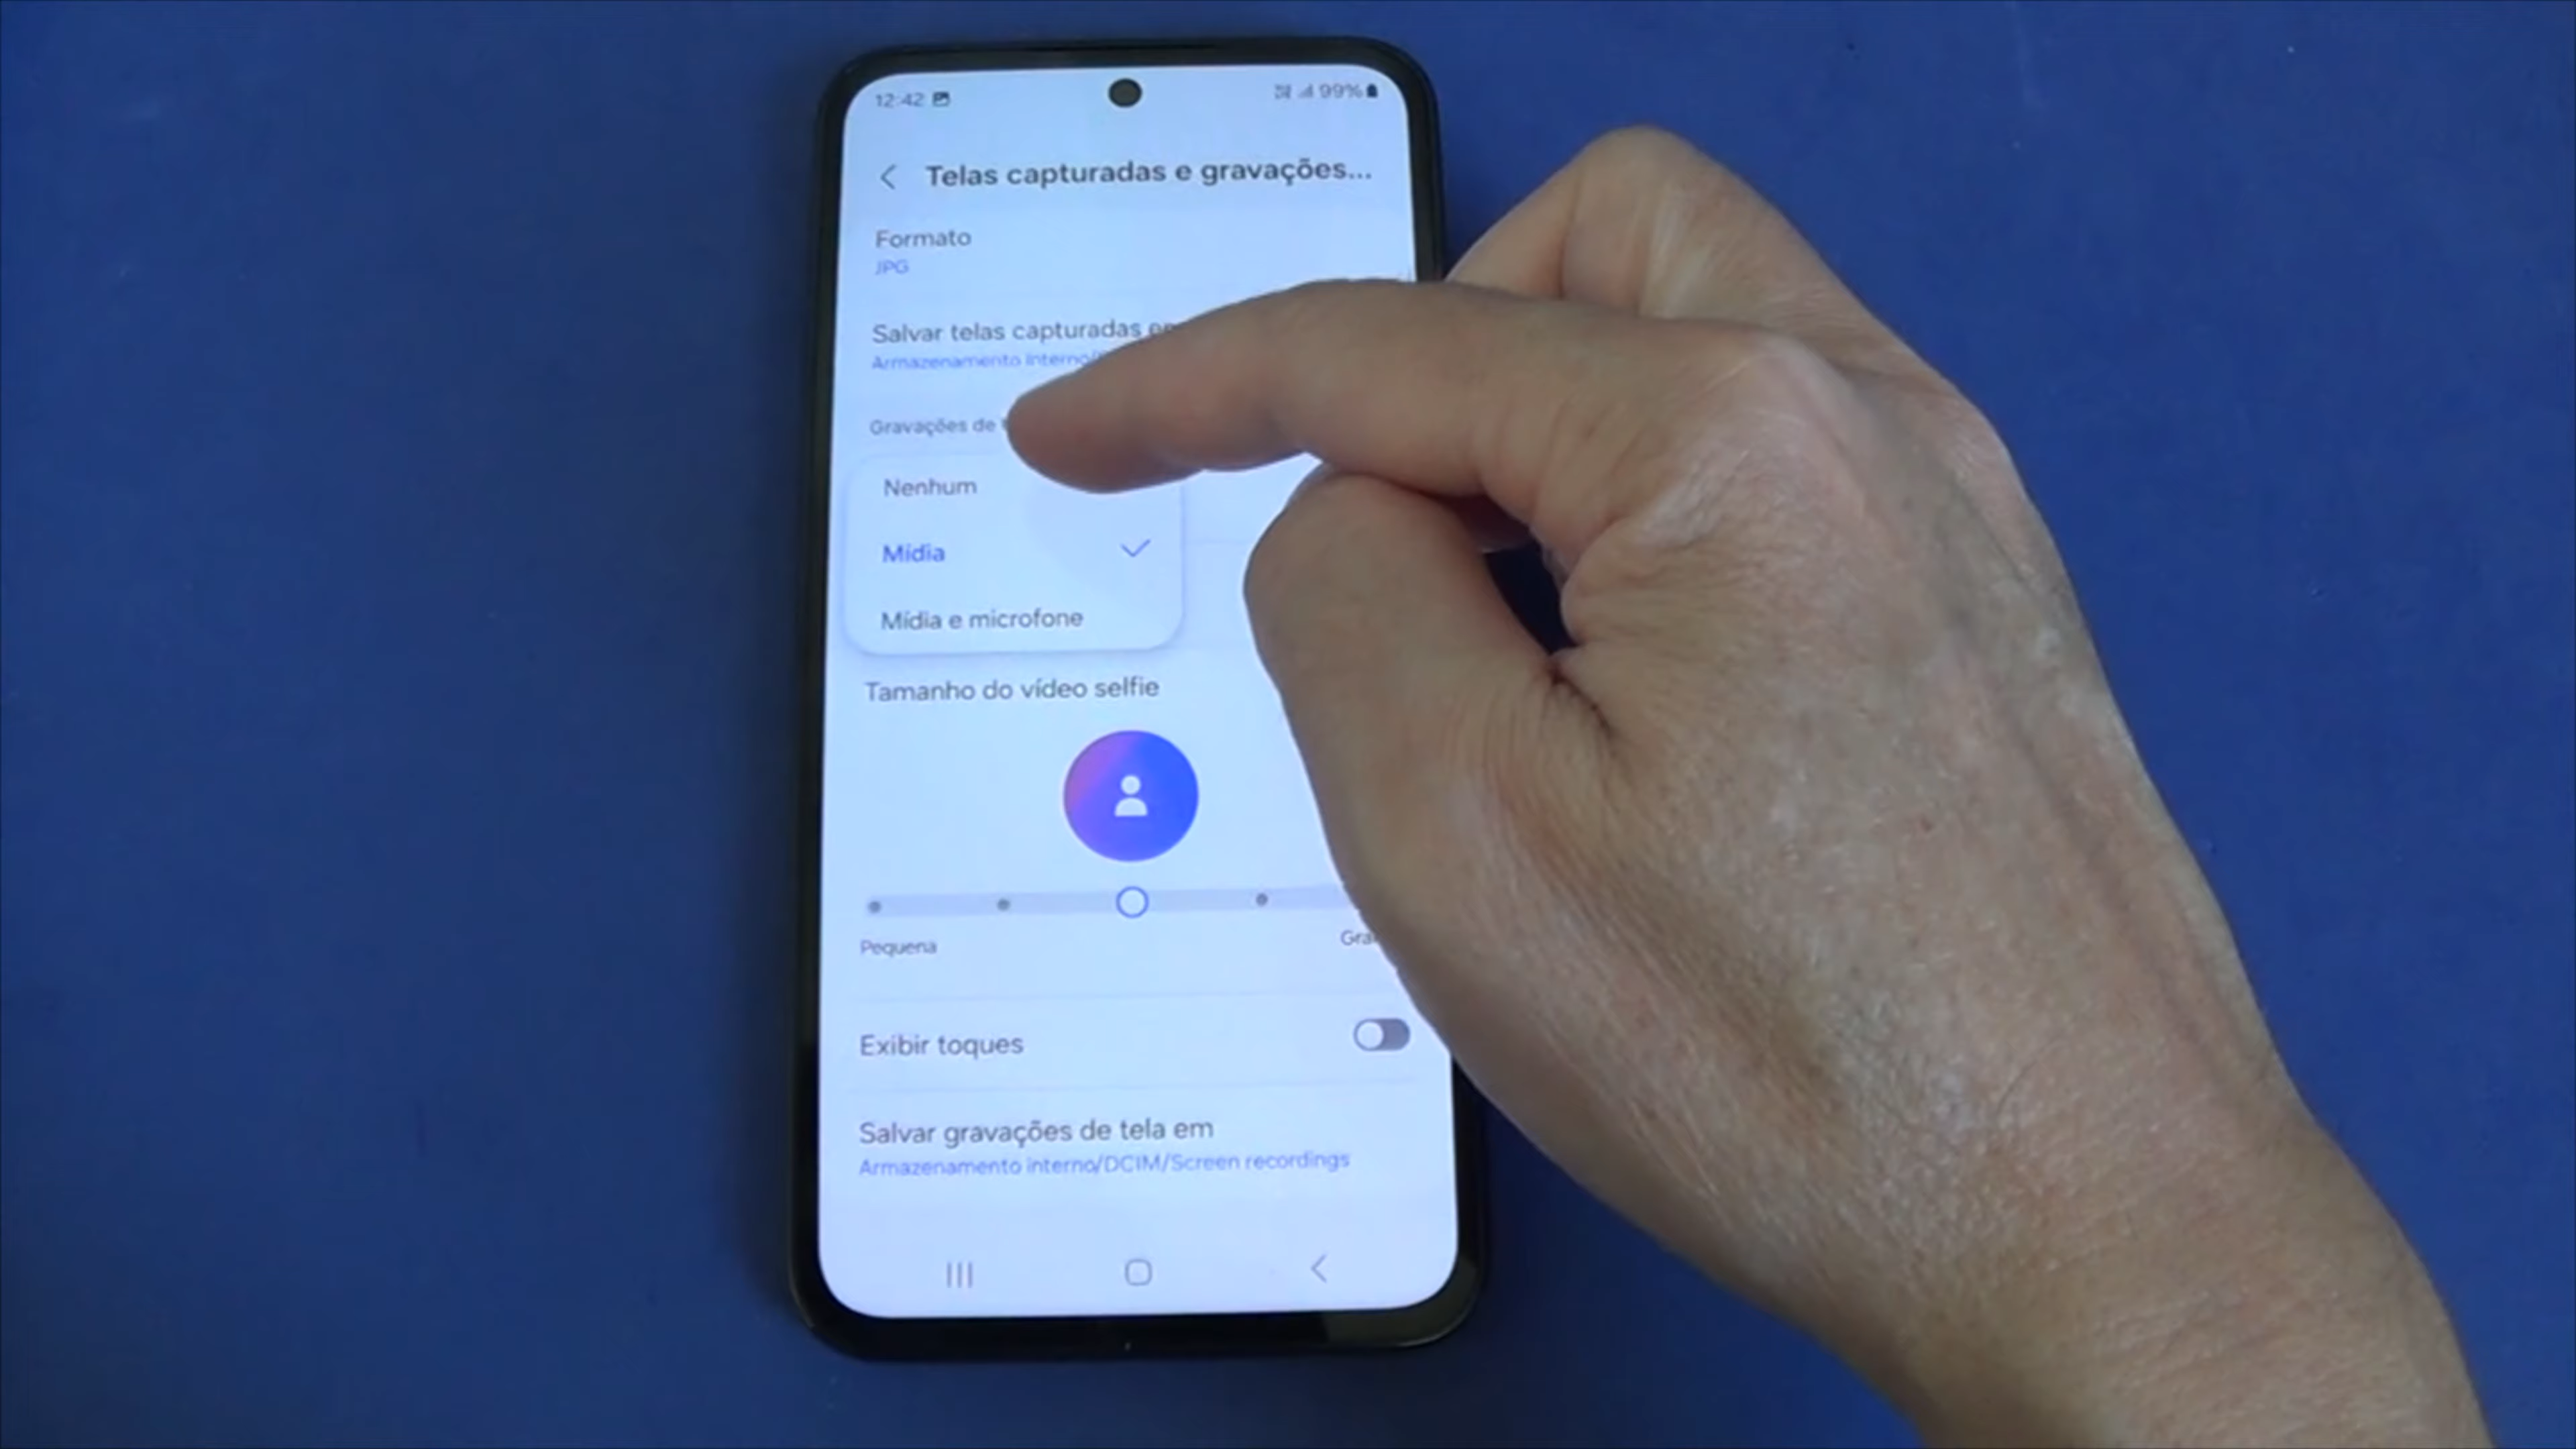 12:42
99%
Telas capturadas e gravações...
Formato
JPG
Salvar telas capturadas
Armazenamento interno/
Gravações de
Nenhum
Mídia
Mídia e microfone
Tamanho do vídeo selfie
Pequena
Exibir toques
Salvar gravações de tela em
Armazenamento interno/DCIM/Screen recordings